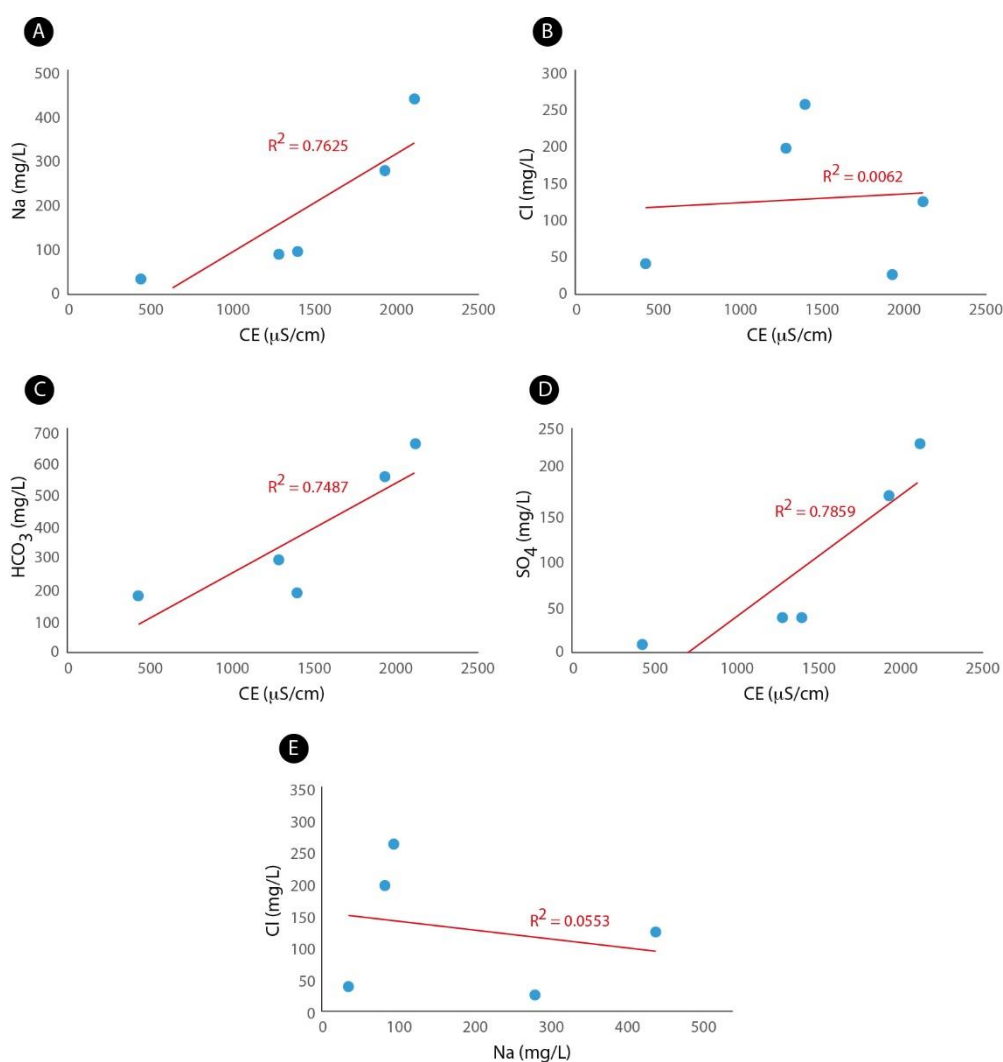 A
500
400
300
200
100
0
Na (mg/L)
R² = 0.7625
0 500 1000 1500 2000 2500
CE (μS/cm)
B
300
250
200
150
100
50
0
Cl (mg/L)
R² = 0.0062
0 500 1000 1500 2000 2500
CE (μS/cm)
C
700
600
500
400
300
200
100
0
HCO₃ (mg/L)
R² = 0.7487
0 500 1000 1500 2000 2500
CE (μS/cm)
D
250
200
150
100
50
0
SO₄ (mg/L)
R² = 0.7859
0 500 1000 1500 2000 2500
CE (μS/cm)
E
350
300
250
200
150
100
50
0
Cl (mg/L)
R² = 0.0553
0 100 200 300 400 500
Na (mg/L)